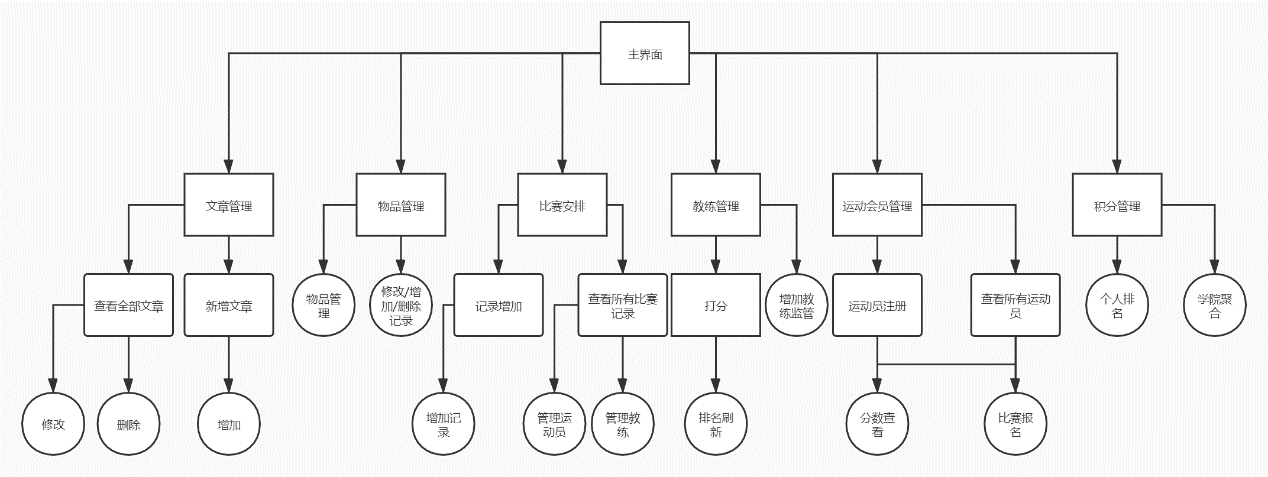 主界面
文章管理
物品管理
比赛安排
教练管理
运动会员管理
积分管理
查看全部文章
新增文章
物品管
理
修改/增
加/删除
记录
记录增加
查看所有比赛
记录
打分
增加教
练监管
运动员注册
查看所有运动
员
个人排
名
学院聚
合
修改
删除
增加
增加记
录
管理运
动员
管理教
练
排名刷
新
分数查
看
比赛报
名